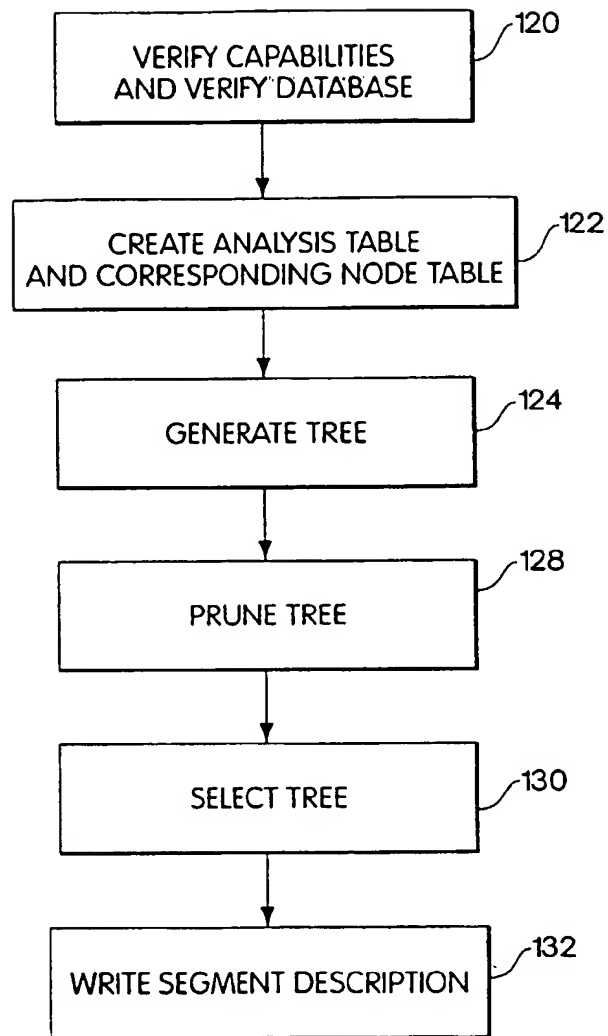 120
VERIFY CAPABILITIES
AND VERIFY DATABASE
122
CREATE ANALYSIS TABLE
AND CORRESPONDING NODE TABLE
124
GENERATE TREE
128
PRUNE TREE
130
SELECT TREE
132
WRITE SEGMENT DESCRIPTION